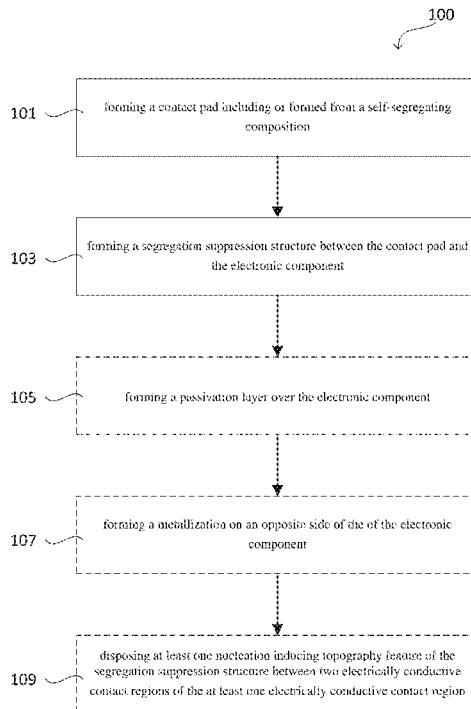 100
101
forming a contact pad including or formed from a self-segregating
composition
103
forming a segregation suppression structure between the contact pad and
the electronic component
105
forming a passivation layer over the electronic component
107
forming a metallization on an opposite side of the of the electronic
component
109
disposing at least one nucleation inducing topography feature of the
segregation suppression structure between two electrically conductive
contact regions of the at least one electrically conductive contact region